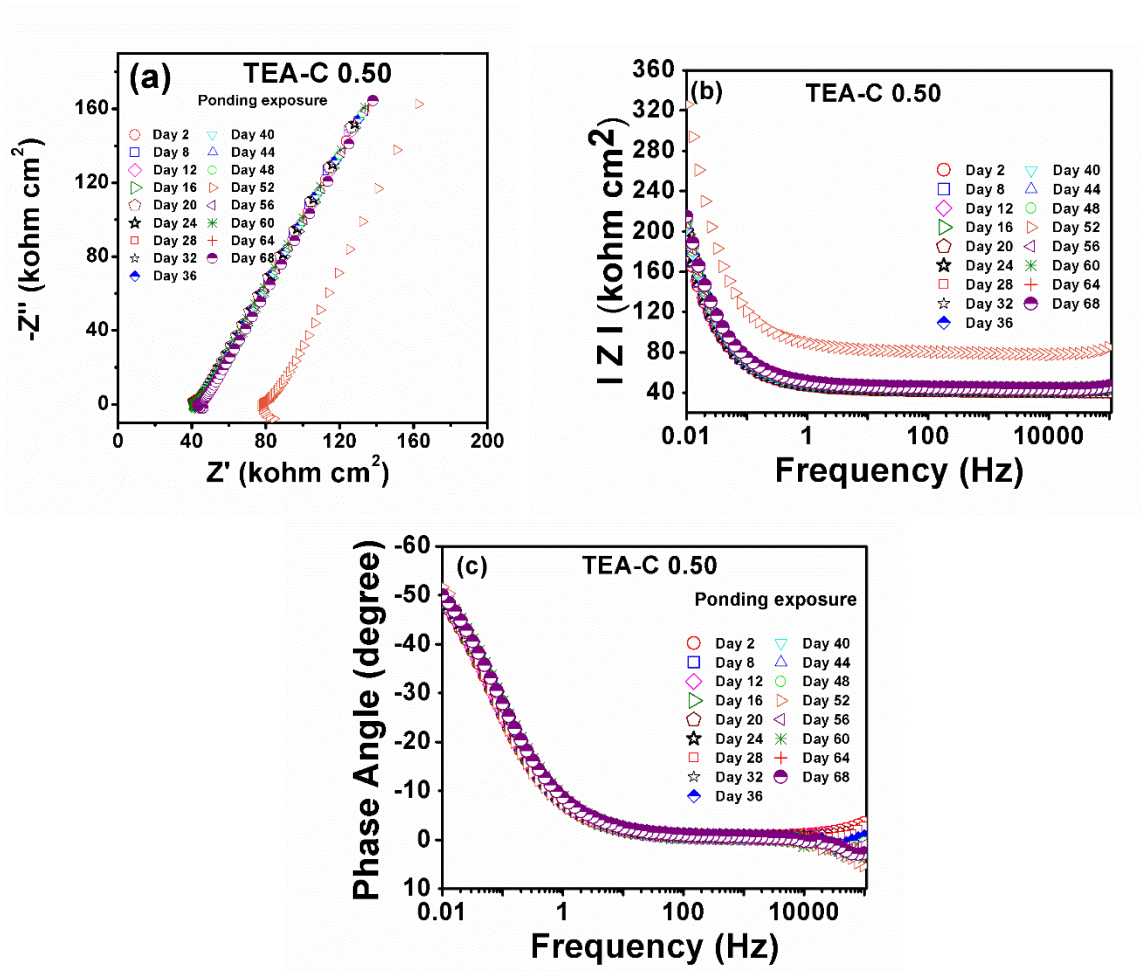 (a) TEA-C 0.50
Ponding exposure
Day 2 Day 40
Day 8 Day 44
Day 12 Day 48
Day 16 Day 52
Day 20 Day 56
Day 24 Day 60
Day 28 Day 64
Day 32 Day 68
Day 36
160
120
80
40
0
-Z'' (kohm cm²)
0 40 80 120 160 200
Z' (kohm cm²)
(b)
TEA-C 0.50
Day 2 Day 40
Day 8 Day 44
Day 12 Day 48
Day 16 Day 52
Day 20 Day 56
Day 24 Day 60
Day 28 Day 64
Day 32 Day 68
Day 36
360
320
280
240
200
160
120
80
40
I Z I (kohm cm²)
0.01 1 100 10000
Frequency (Hz)
(c) TEA-C 0.50
Ponding exposure
Day 2 Day 40
Day 8 Day 44
Day 12 Day 48
Day 16 Day 52
Day 20 Day 56
Day 24 Day 60
Day 28 Day 64
Day 32 Day 68
Day 36
-60
-50
-40
-30
-20
-10
0
10
Phase Angle (degree)
0.01 1 100 10000
Frequency (Hz)